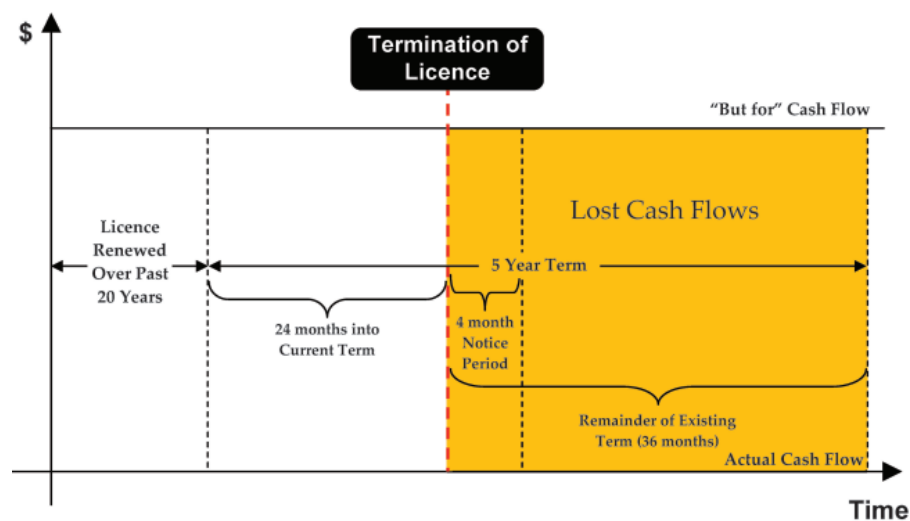 $
Termination of
Licence
“But for” Cash Flow
Lost Cash Flows
Licence
Renewed
Over Past
20 Years
5 Year Term
24 months into
Current Term
4 month
Notice
Period
Remainder of Existing
Term (36 months)
Actual Cash Flow
Time